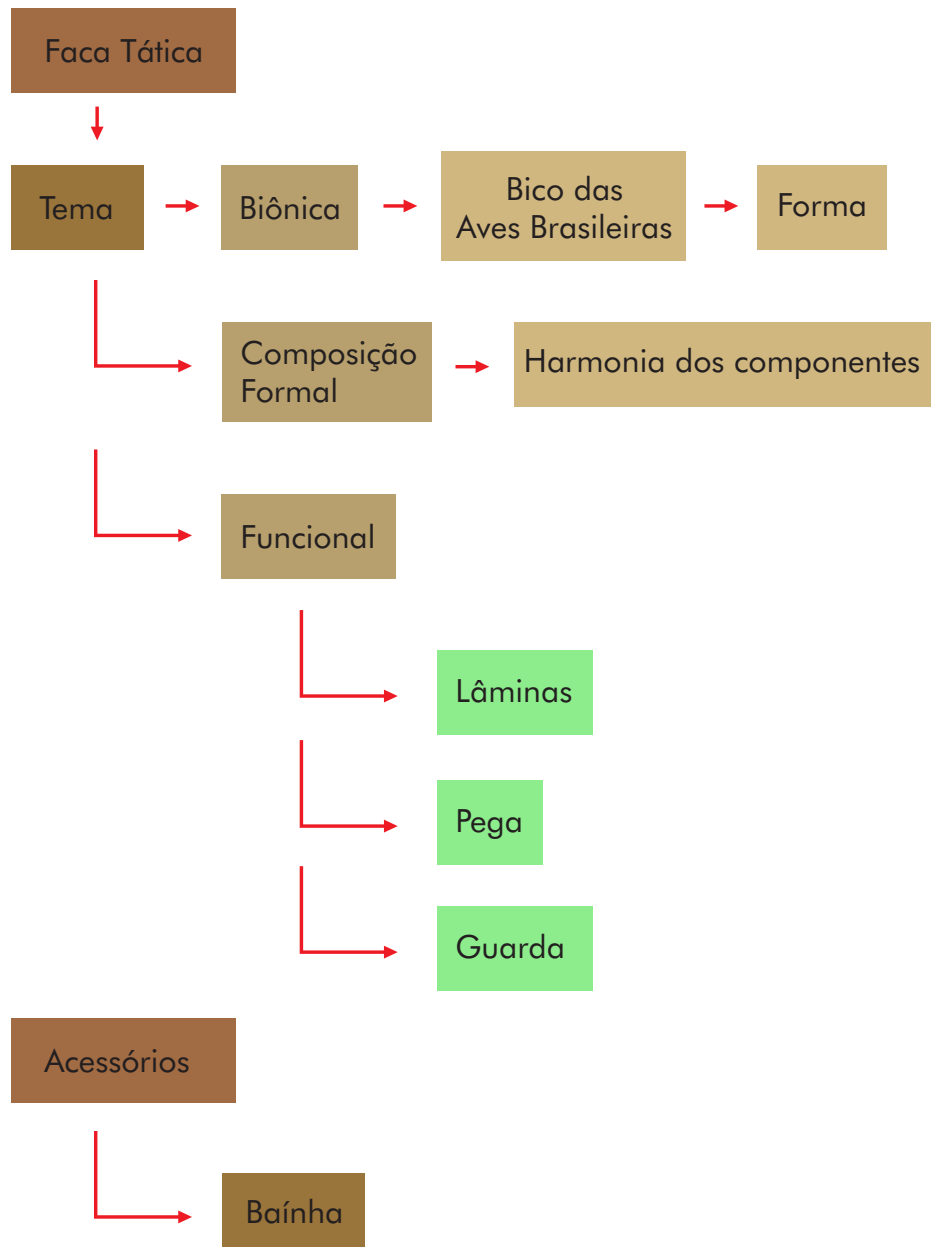 Faca Tática
Tema
Biônica
Bico das
Aves Brasileiras
Forma
Composição
Formal
Harmonia dos componentes
Funcional
Lâminas
Pega
Guarda
Acessórios
Baínha